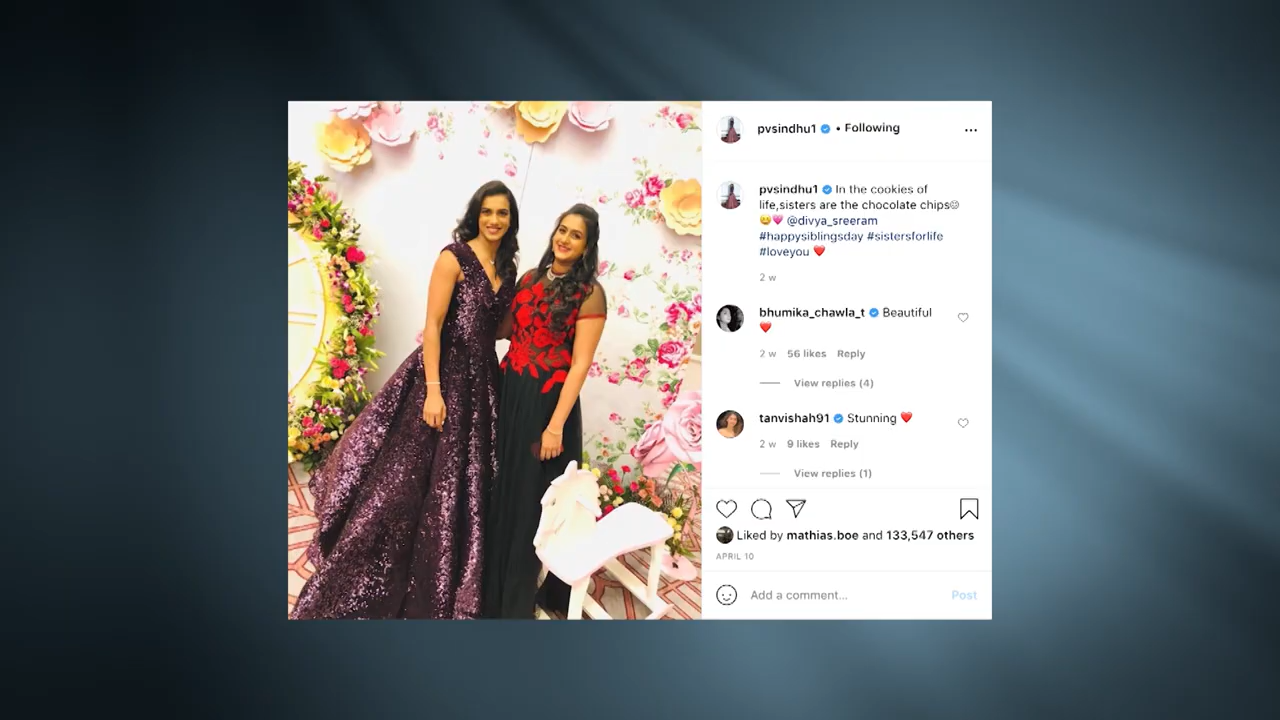 pvsindhu1 • Following
pvsindhu1 In the cookies of
life,sisters are the chocolate chips☺
😄💗 @divya_sreeram
#happysiblingsday #sistersforlife
#loveyou ❤️
2 w
bhumika_chawla_t Beautiful
❤️
2 w 56 likes Reply
View replies (4)
tanvishah91 Stunning ❤️
2 w 9 likes Reply
View replies (1)
Liked by mathias.boe and 133,547 others
APRIL 10
Add a comment... Post